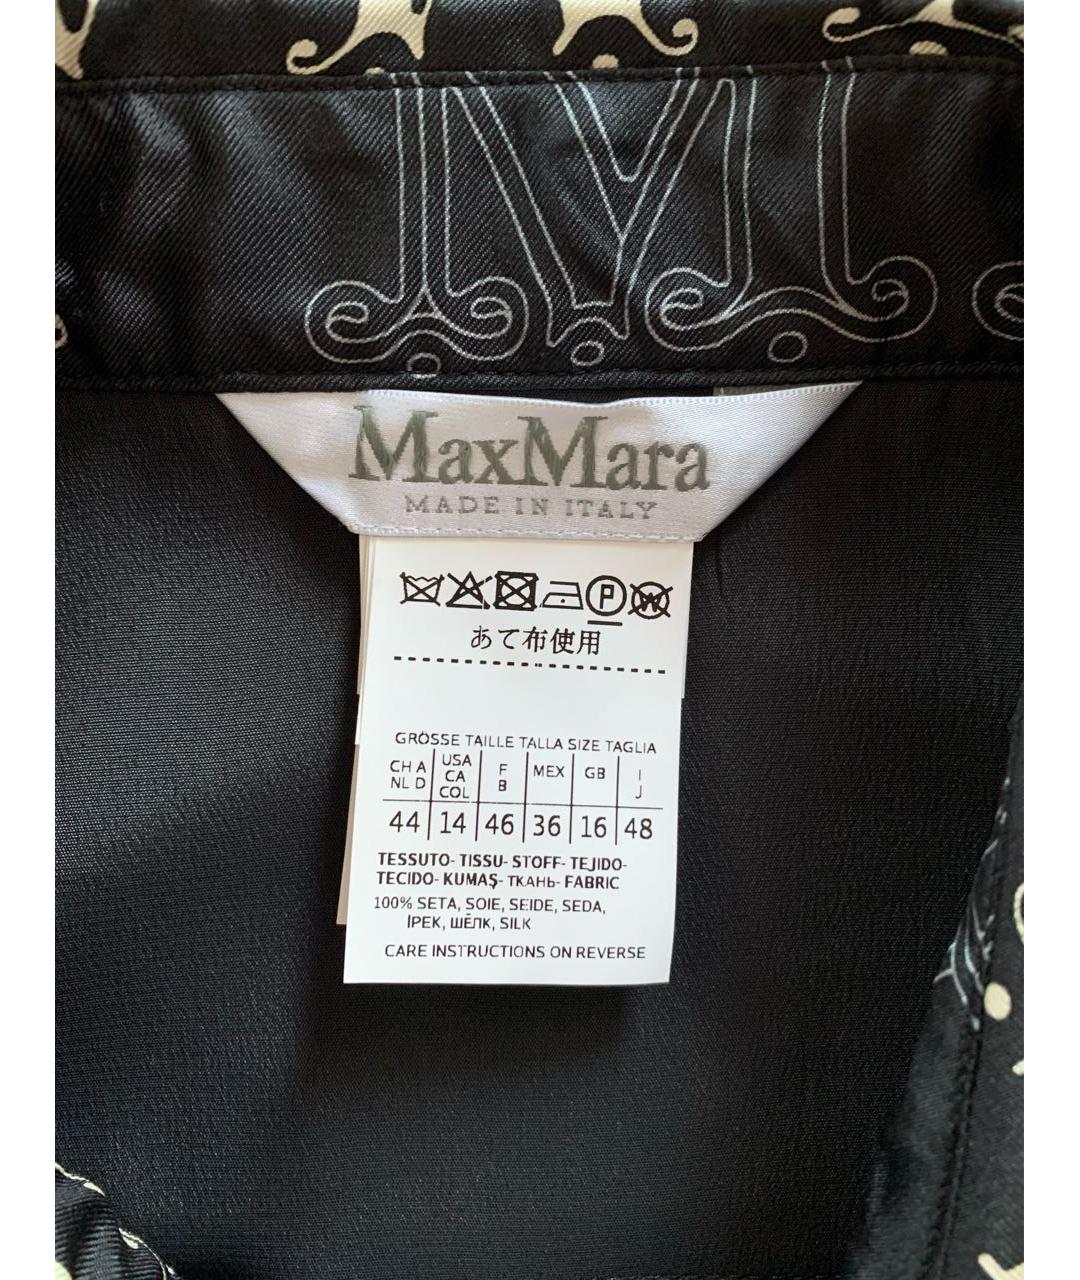 M
MaxMara
MADE IN ITALY
P W
あて布使用
GRÖSSE TAILLE TALLA SIZE TAGLIA
CH A NL D USA CA COL F B MEX GB I J
44 14 46 36 16 48
TESSUTO- TISSU- STOFF- TEJIDO-
TECIDO- KUMAŞ- ТКАНЬ- FABRIC
100% SETA, SOIE, SEIDE, SEDA,
İPEK, ШЁЛК, SILK
CARE INSTRUCTIONS ON REVERSE